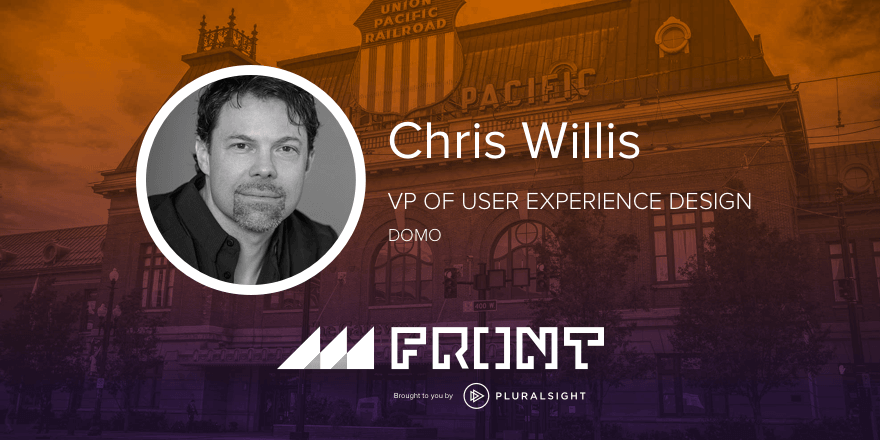 UNION
PACIFIC
RAILROAD
PACIFIC
Chris Willis
VP OF USER EXPERIENCE DESIGN
DOMO
400 W
FRONT
Brought to you by PLURALSIGHT